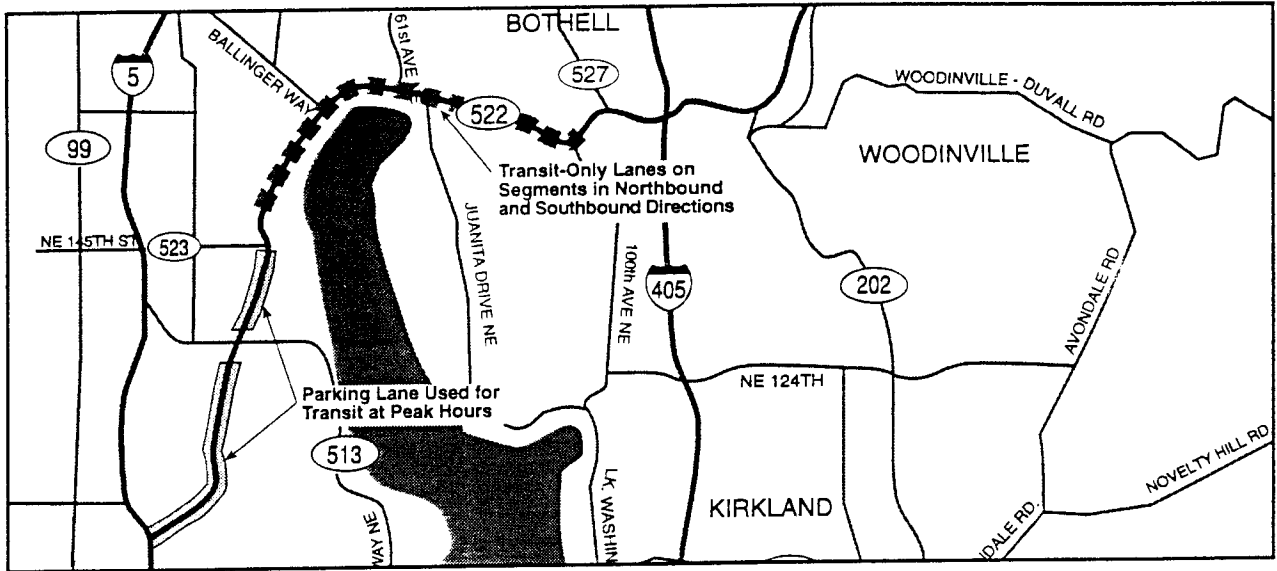 BOTHELL
61st AVE
BALLINGER WAY
5
527
WOODINVILLE - DUVALL RD
522
99
WOODINVILLE
Transit-Only Lanes on
Segments in Northbound
and Southbound Directions
NE 145TH ST
523
JUANITA DRIVE NE
100th AVE NE
405
202
AVONDALE RD
NE 124TH
Parking Lane Used for
Transit at Peak Hours
513
NOVELTY HILL RD
LK. WASHIN
KIRKLAND
WAY NE
NDALE RD.